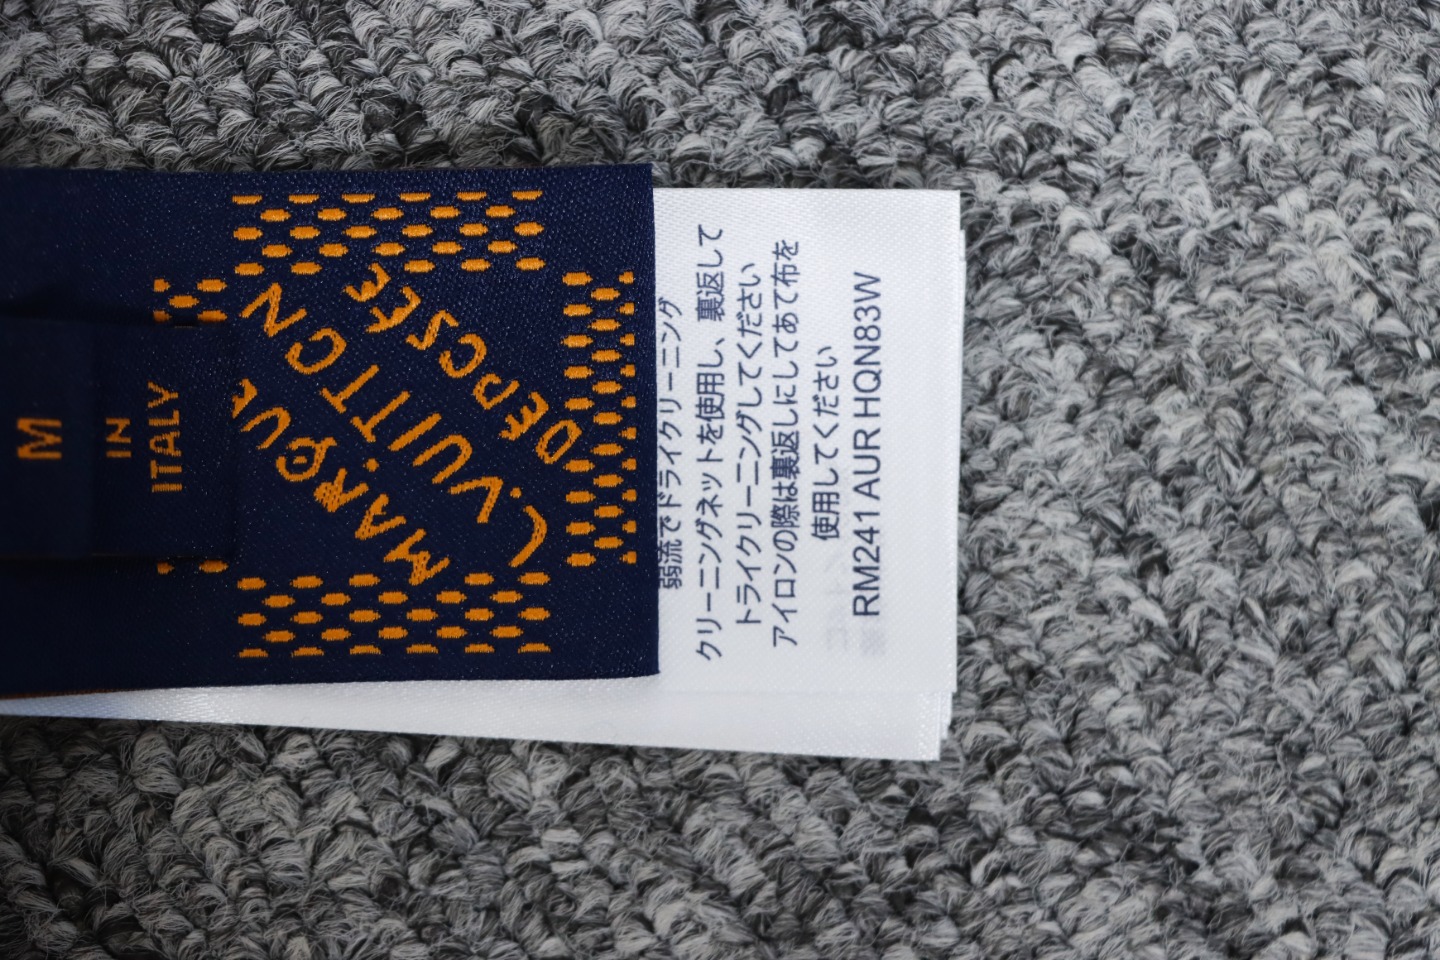 M
IN
ITALY
MARQUE
L.VUITTON
DÉPOSÉE
弱流でドライクリーニング
クリーニングネットを使用し、裏返して
トライクリーニングしてください
アイロンの際は裏返しにしてあて布を
使用してください
RM241 AUR HQN83W